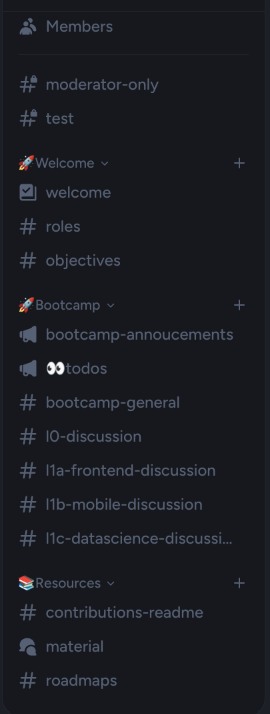 Members
moderator-only
test
🚀Welcome
welcome
roles
objectives
🚀Bootcamp
bootcamp-annoucements
👀todos
bootcamp-general
l0-discussion
l1a-frontend-discussion
l1b-mobile-discussion
l1c-datascience-discussi...
📚Resources
contributions-readme
material
roadmaps